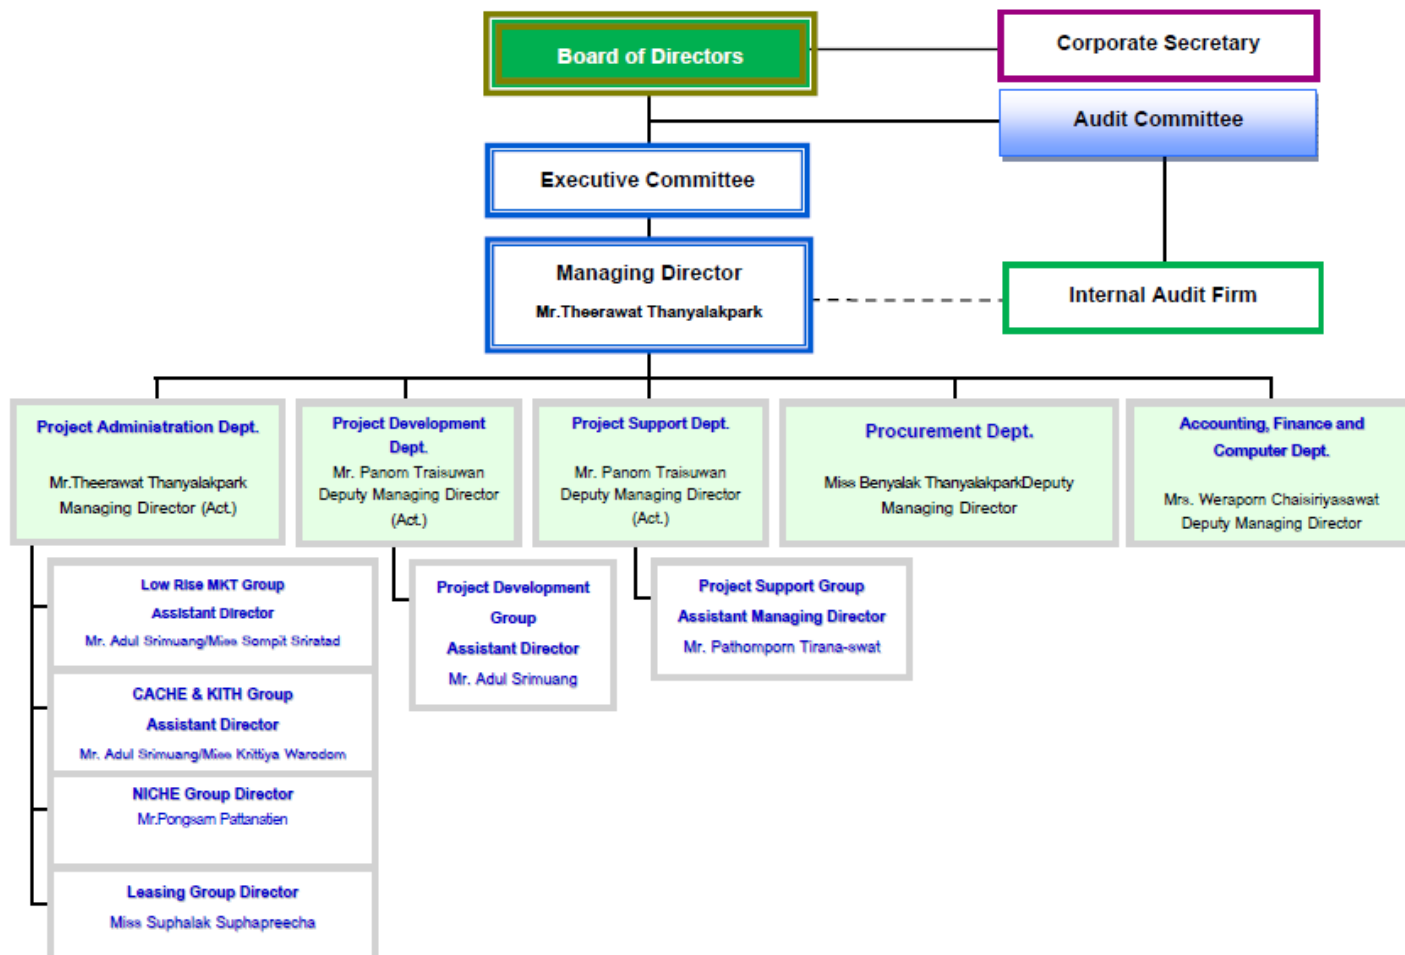 Board of Directors
Corporate Secretary
Audit Committee
Executive Committee
Managing Director
Mr.Theerawat Thanyalakpark
Internal Audit Firm
Project Administration Dept.
Mr.Theerawat Thanyalakpark
Managing Director (Act.)
Project Development
Dept.
Mr. Panorn Traisuwan
Deputy Managing Director
(Act.)
Project Support Dept.
Mr. Panorn Traisuwan
Deputy Managing Director
(Act.)
Procurement Dept.
Miss Benyalak ThanyalakparkDeputy
Managing Director
Accounting, Finance and
Computer Dept.
Mrs. Weraporn Chaisiriyasawat
Deputy Managing Director
Low Rise MKT Group
Assistant Director
Mr. Adul Srimuang/Miss Sompit Sriratad
CACHE & KITH Group
Assistant Director
Mr. Adul Srimuang/Miss Krittiya Warodom
NICHE Group Director
Mr.Pongsarn Pattanatien
Leasing Group Director
Miss Suphalak Suphapreecha
Project Development
Group
Assistant Director
Mr. Adul Srimuang
Project Support Group
Assistant Managing Director
Mr. Pathomporn Tirana-swat